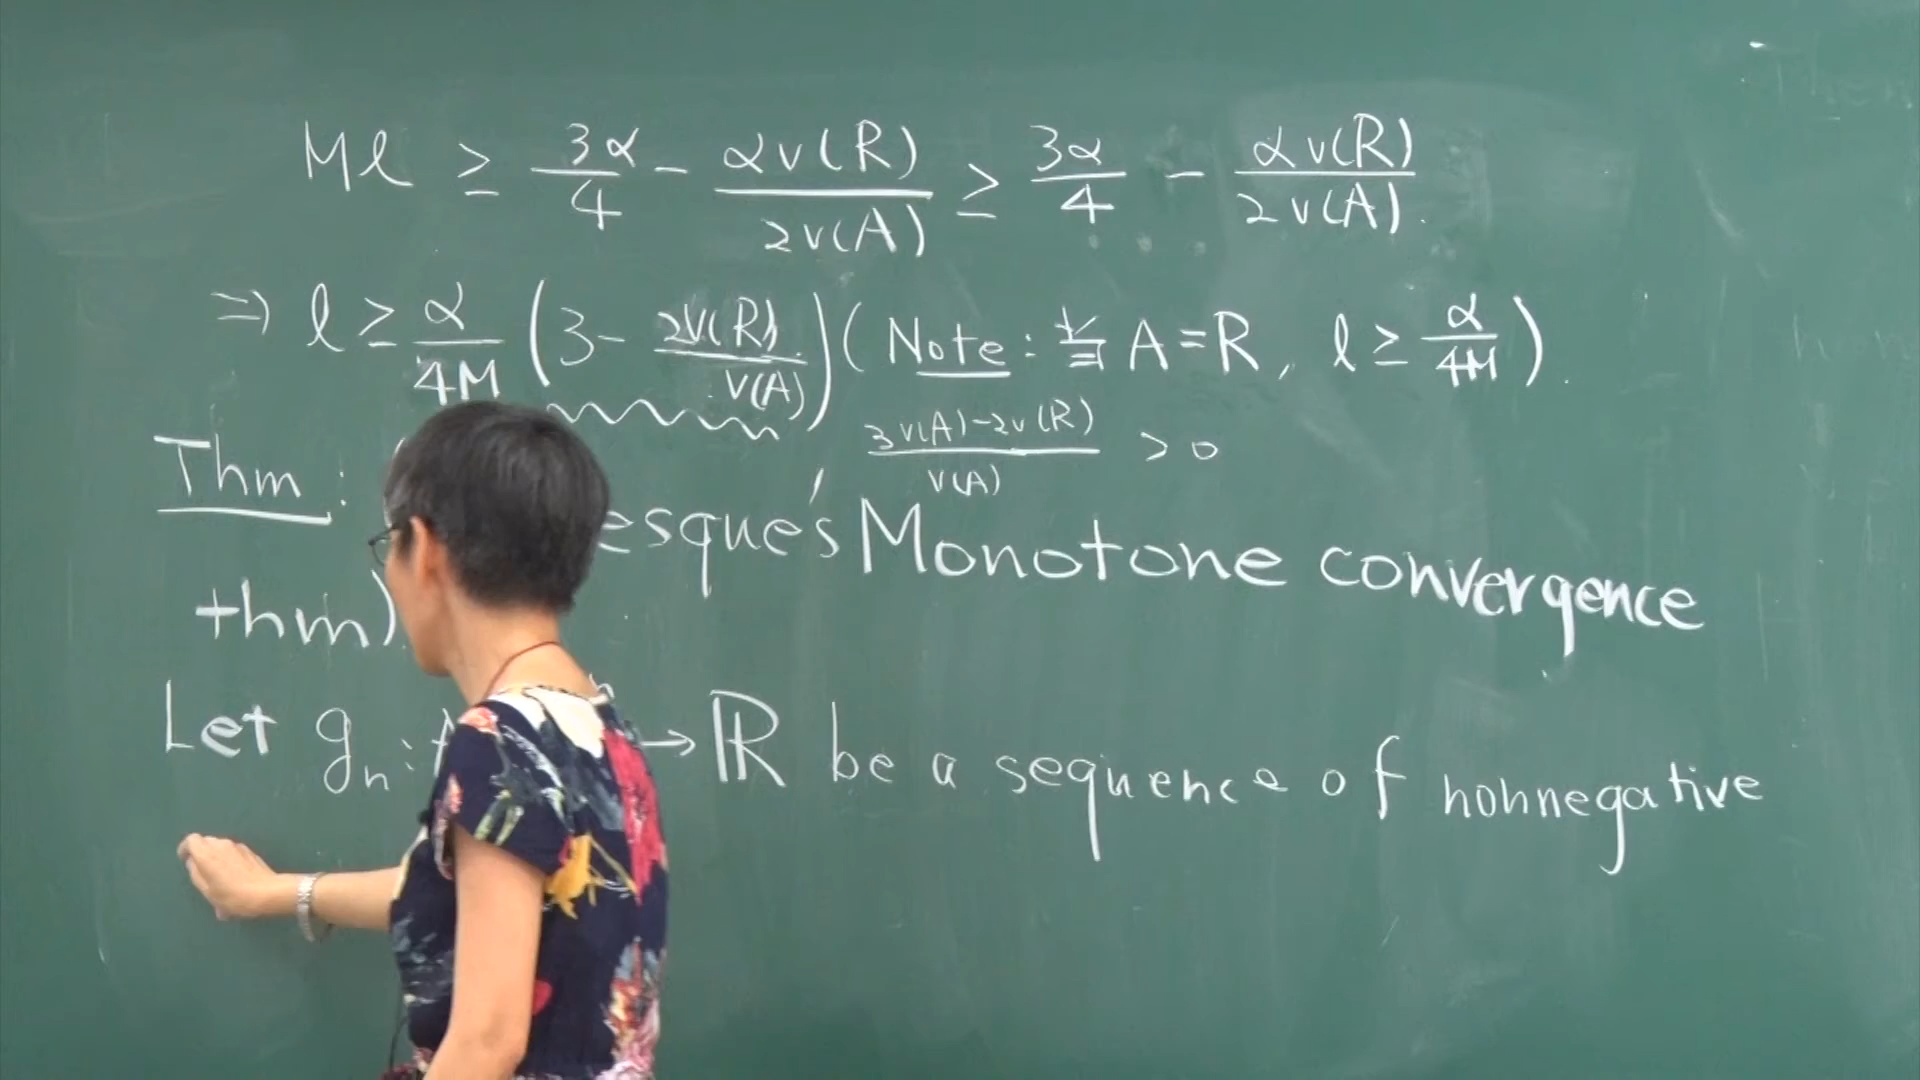 Ml ≥ 3α/4 - αv(R)/2v(A) ≥ 3α/4 - αv(R)/2v(A).
⇒ l ≥ α/4M (3 - 2v(R)/v(A)) (Note: 当 A=R, l ≥ α/4M).
3v(A)-2v(R)/v(A) > 0
Thm: esque's Monotone convergence
thm)
Let gn: → ℝ be a sequence of nonnegative